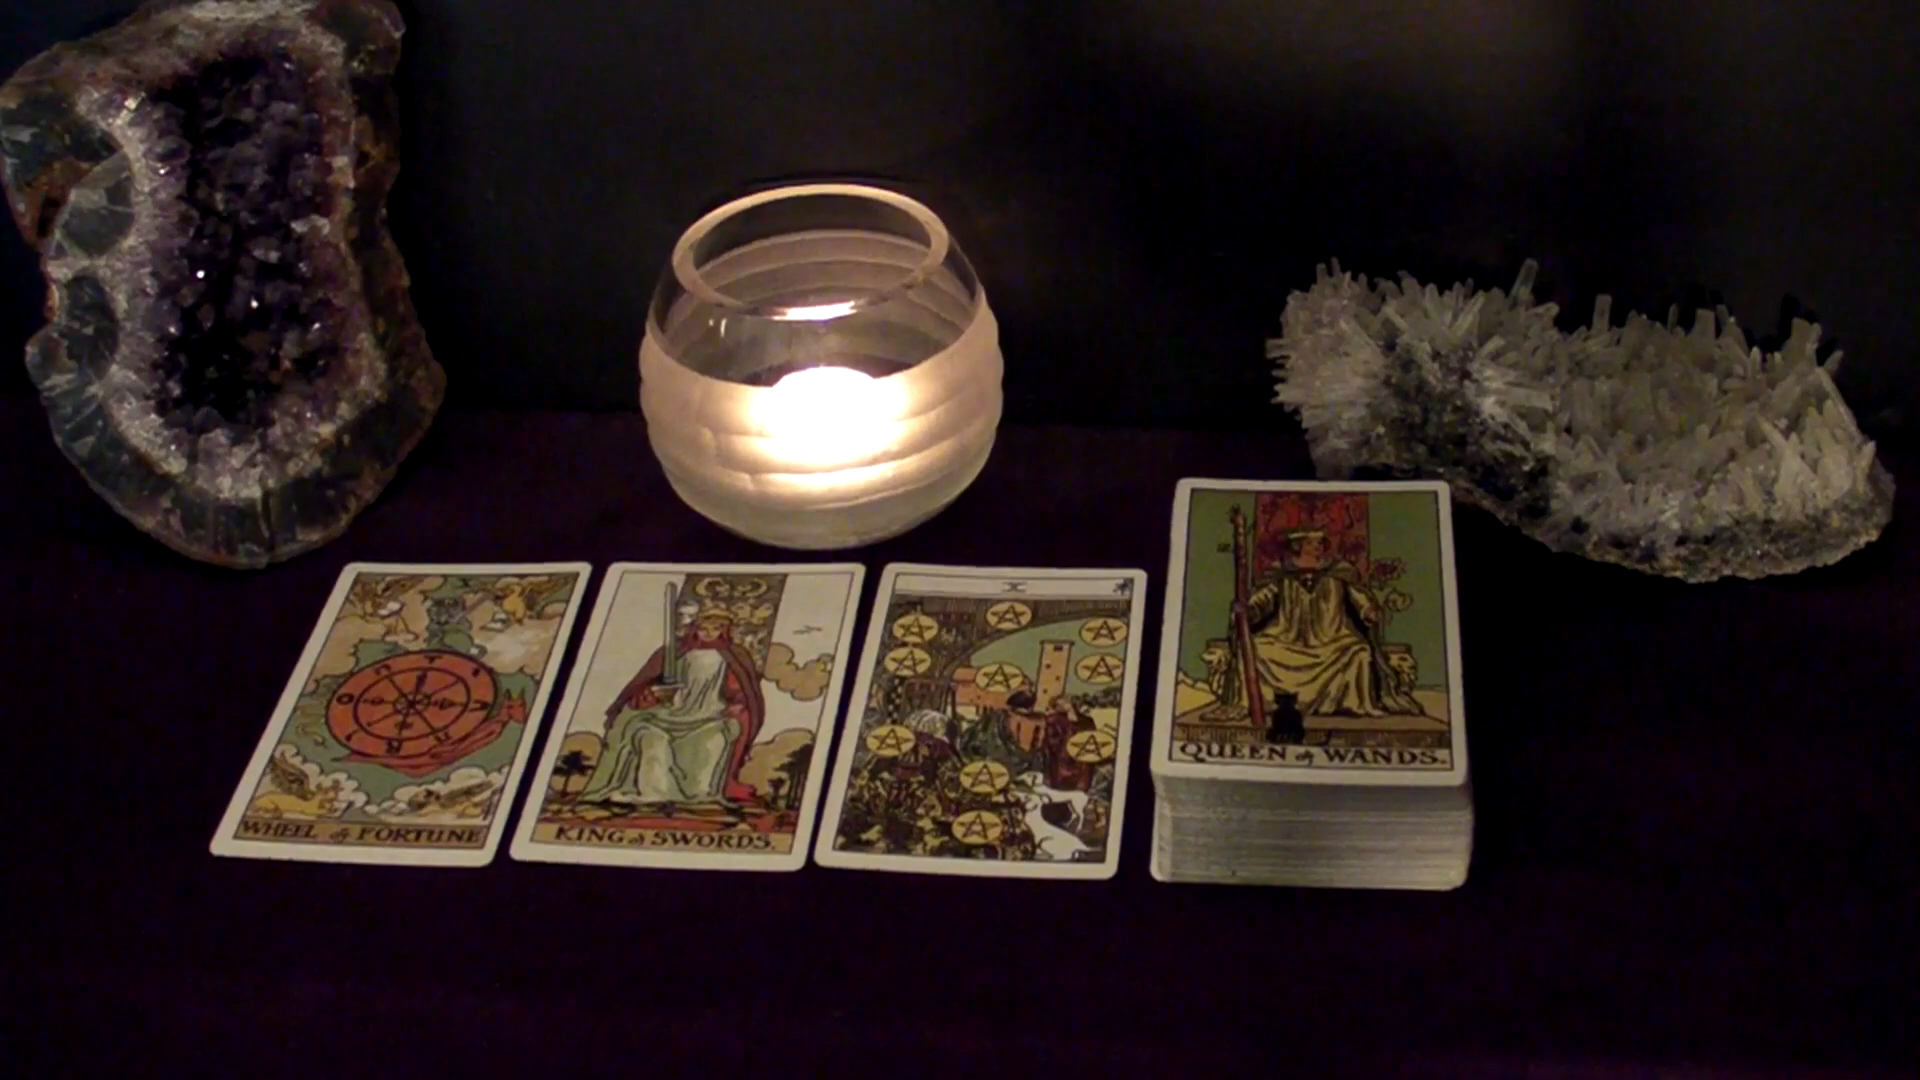 WHEEL of FORTUNE
KING of SWORDS.
X
QUEEN of WANDS.